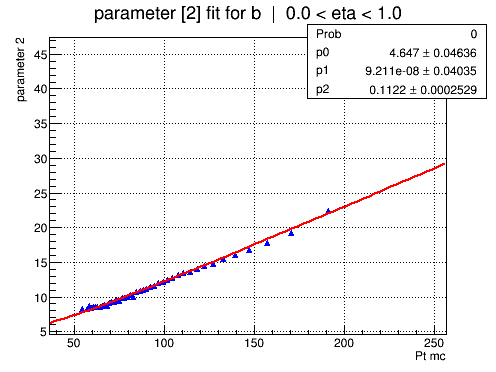 parameter [2] fit for b | 0.0 < eta < 1.0
Prob 0
p0 4.647 ± 0.04636
p1 9.211e-08 ± 0.04035
p2 0.1122 ± 0.0002529
parameter 2
45
40
35
30
25
20
15
10
5
50 100 150 200 250
Pt mc